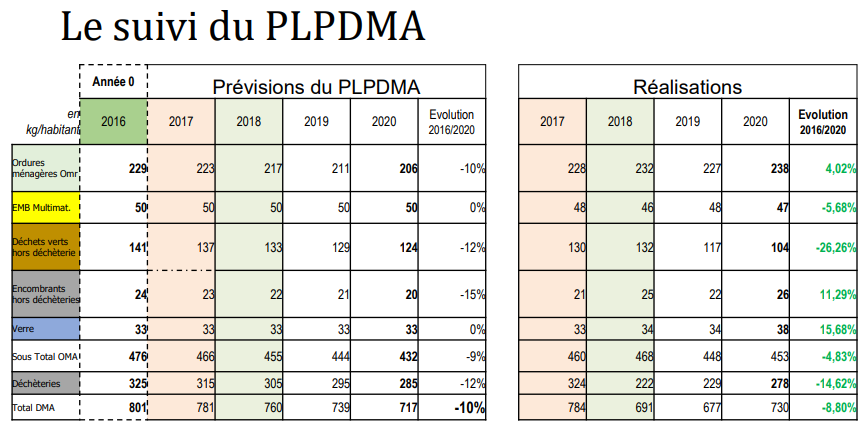 Le suivi du PLPDMA
Année 0 Prévisions du PLPDMA Réalisations
en kg/habitant 2016 2017 2018 2019 2020 Evolution 2016/2020 2017 2018 2019 2020 Evolution 2016/2020
Ordures ménagères Omr 229 223 217 211 206 -10% 228 232 227 238 4,02%
EMB Multimat. 50 50 50 50 50 0% 48 46 48 47 -5,68%
Déchets verts hors déchèterie 141 137 133 129 124 -12% 130 132 117 104 -26,26%
Encombrants hors déchèteries 24 23 22 21 20 -15% 21 25 22 26 11,29%
Verre 33 33 33 33 33 0% 33 34 34 38 15,68%
Sous Total OMA 476 466 455 444 432 -9% 460 468 448 453 -4,83%
Déchèteries 325 315 305 295 285 -12% 324 222 229 278 -14,62%
Total DMA 801 781 760 739 717 -10% 784 691 677 730 -8,80%